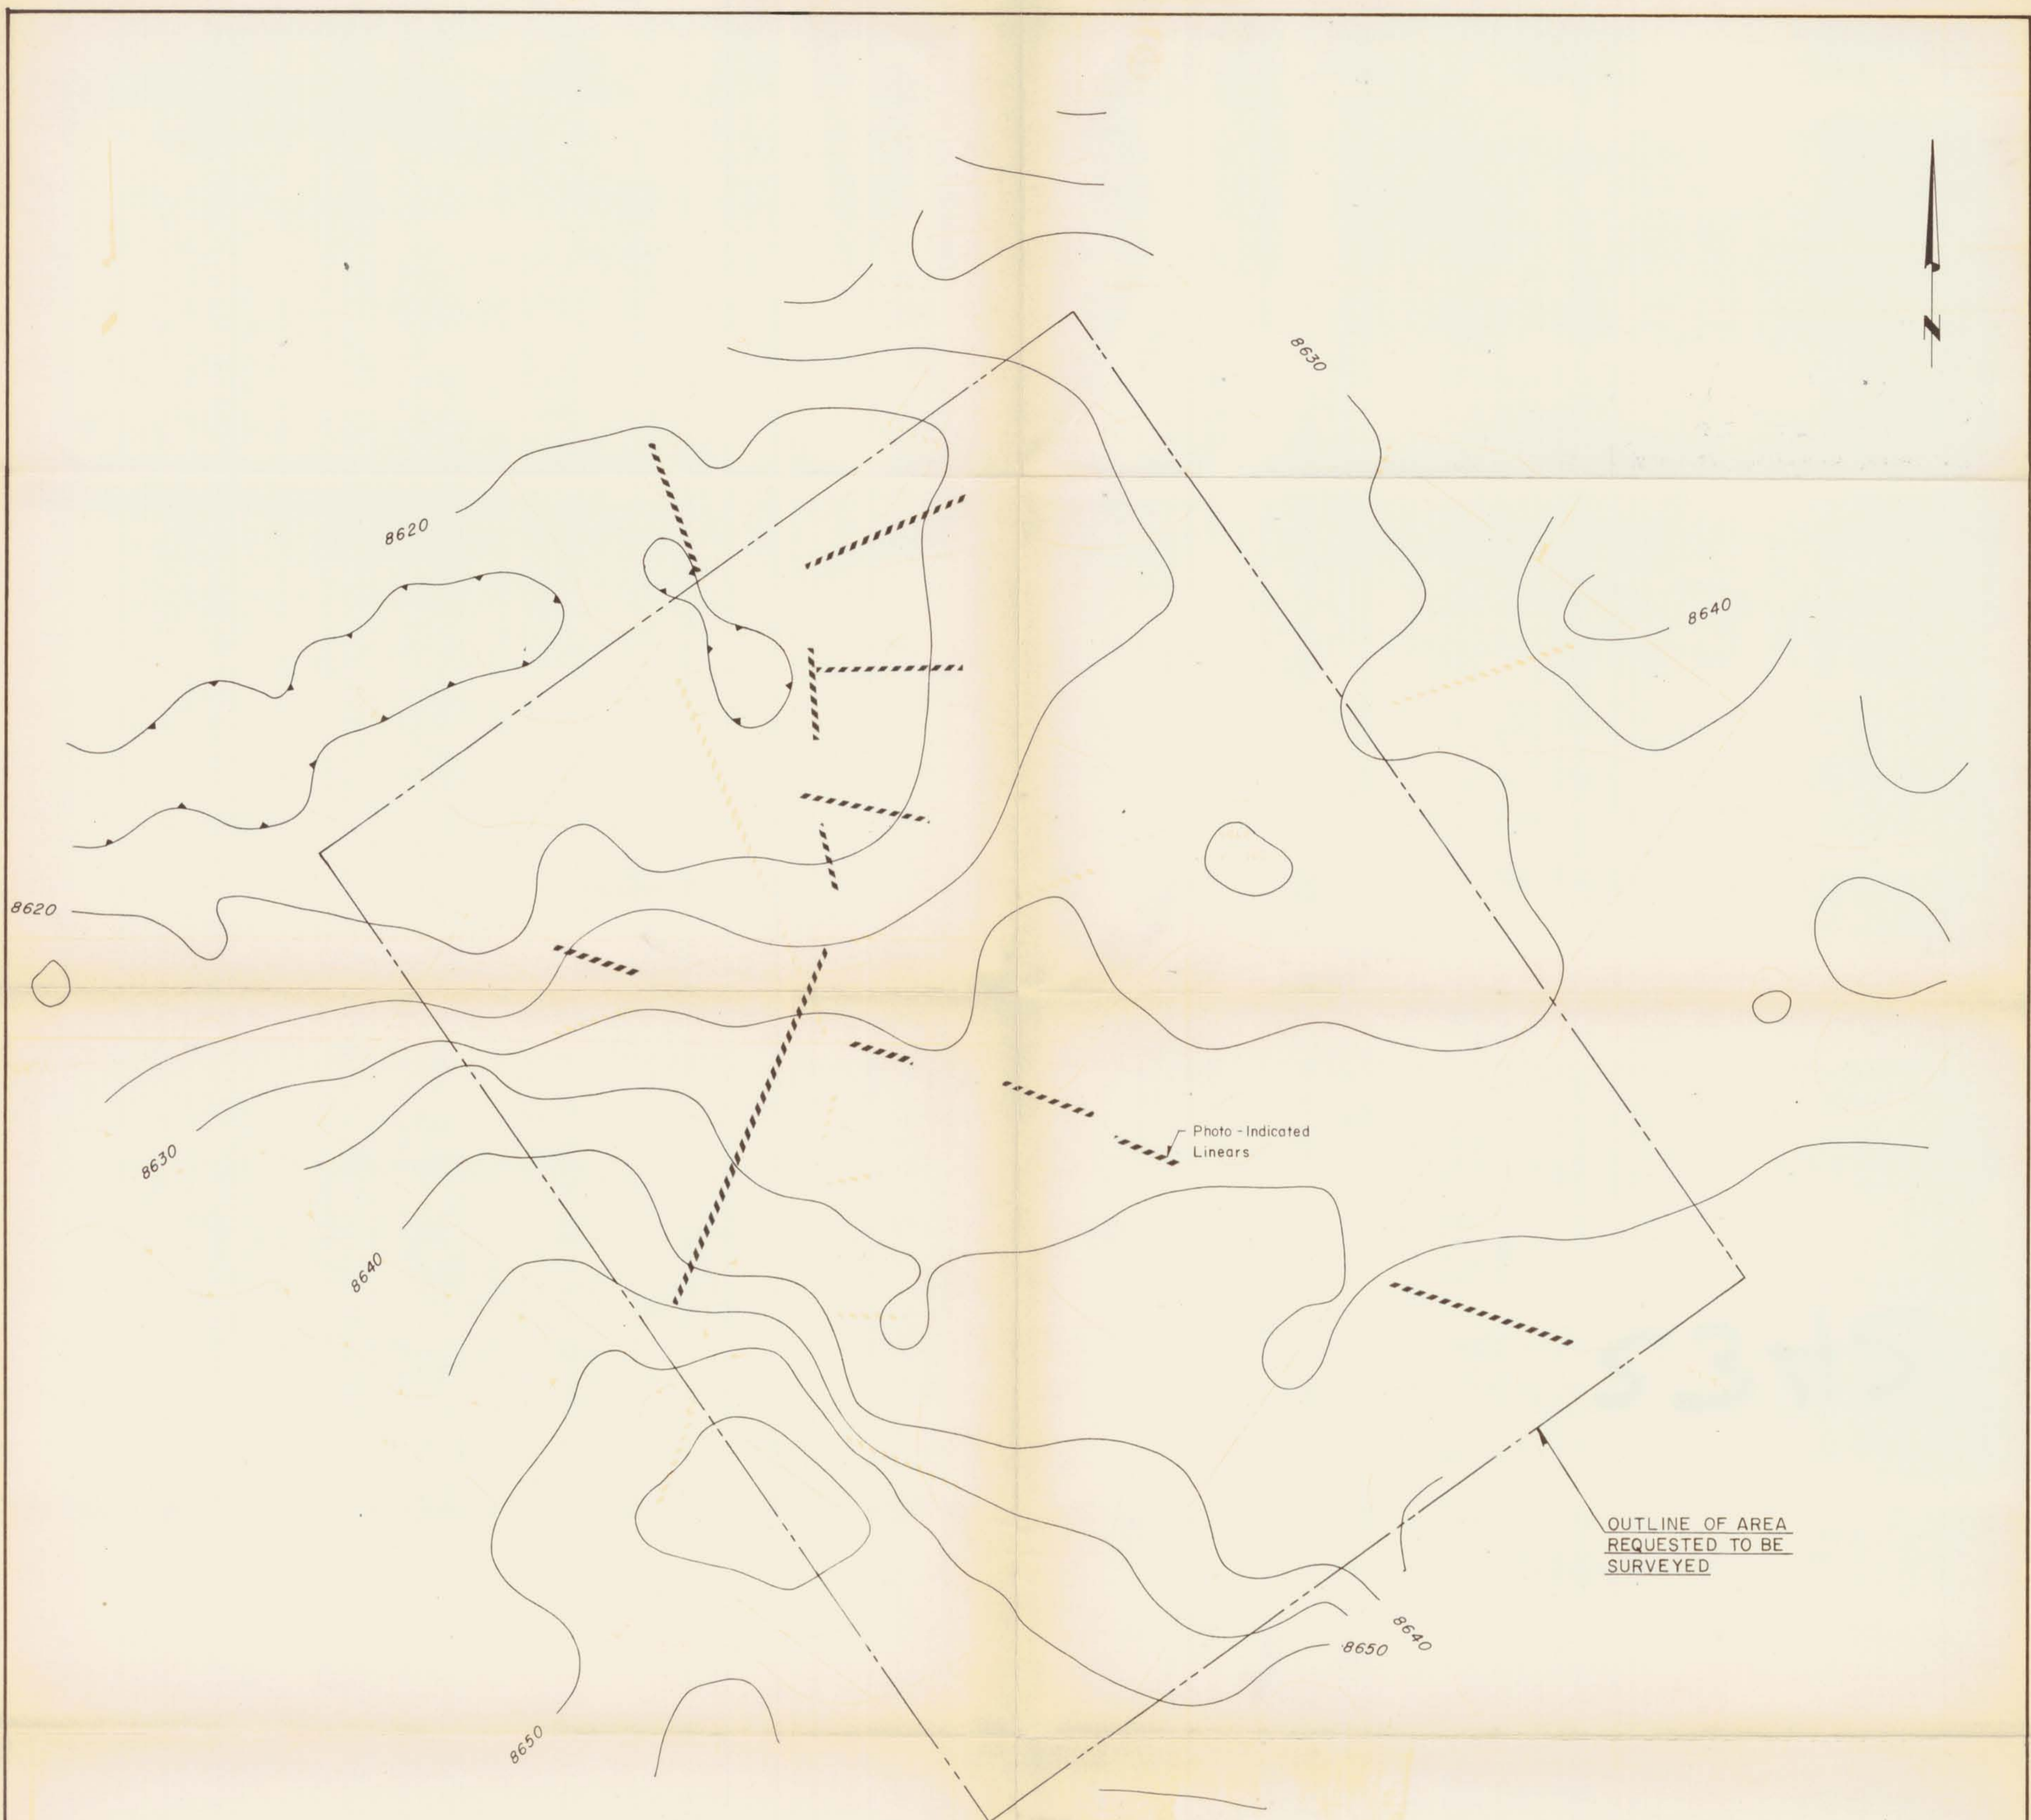 N
8630
8620
8640
8620
Photo - Indicated
Linears
8630
8640
OUTLINE OF AREA
REQUESTED TO BE
SURVEYED
8640
8650
8650